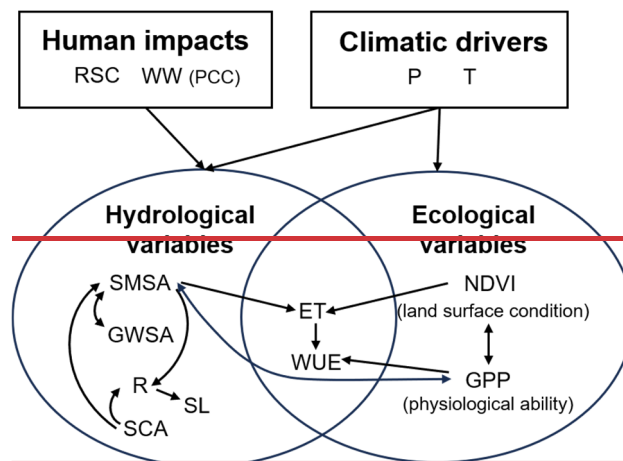 Human impacts
RSC WW (PCC)
Climatic drivers
P T
Hydrological
variables
Ecological
variables
SMSA
NDVI
ET
(land surface condition)
GWSA
WUE
R
GPP
SL
(physiological ability)
SCA